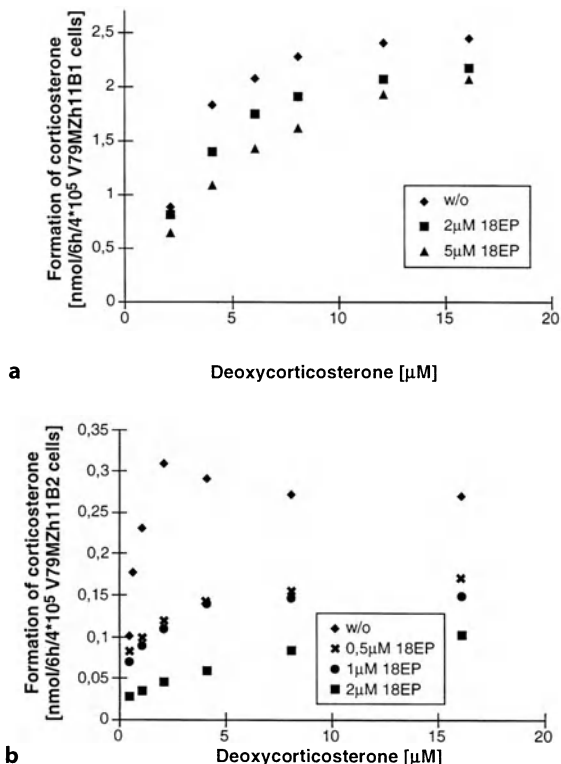 Formation of corticosterone
[nmol/6h/4*10⁵ V79MZh11B1 cells]
2,5
2
1,5
1
0,5
0
0
5
10
15
20
◆ w/o
■ 2µM 18EP
▲ 5µM 18EP
a
Deoxycorticosterone [µM]
Formation of corticosterone
[nmol/6h/4*10⁵ V79MZh11B2 cells]
0,35
0,3
0,25
0,2
0,15
0,1
0,05
0
0
5
10
15
20
◆ w/o
✖ 0,5µM 18EP
● 1µM 18EP
■ 2µM 18EP
b
Deoxycorticosterone [µM]